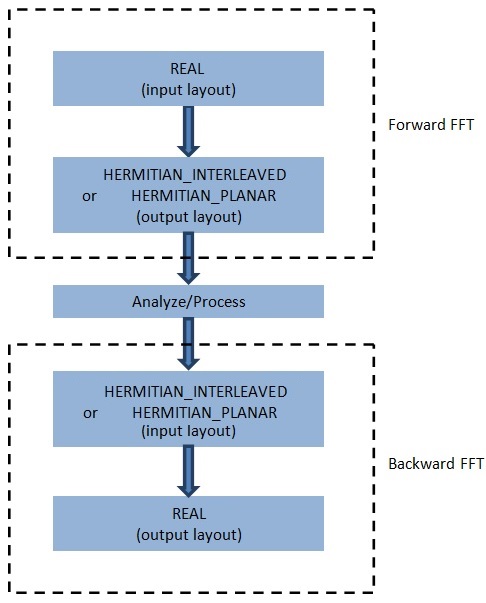 REAL
(input layout)
Forward FFT
HERMITIAN_INTERLEAVED
or HERMITIAN_PLANAR
(output layout)
Analyze/Process
HERMITIAN_INTERLEAVED
or HERMITIAN_PLANAR
(input layout)
Backward FFT
REAL
(output layout)